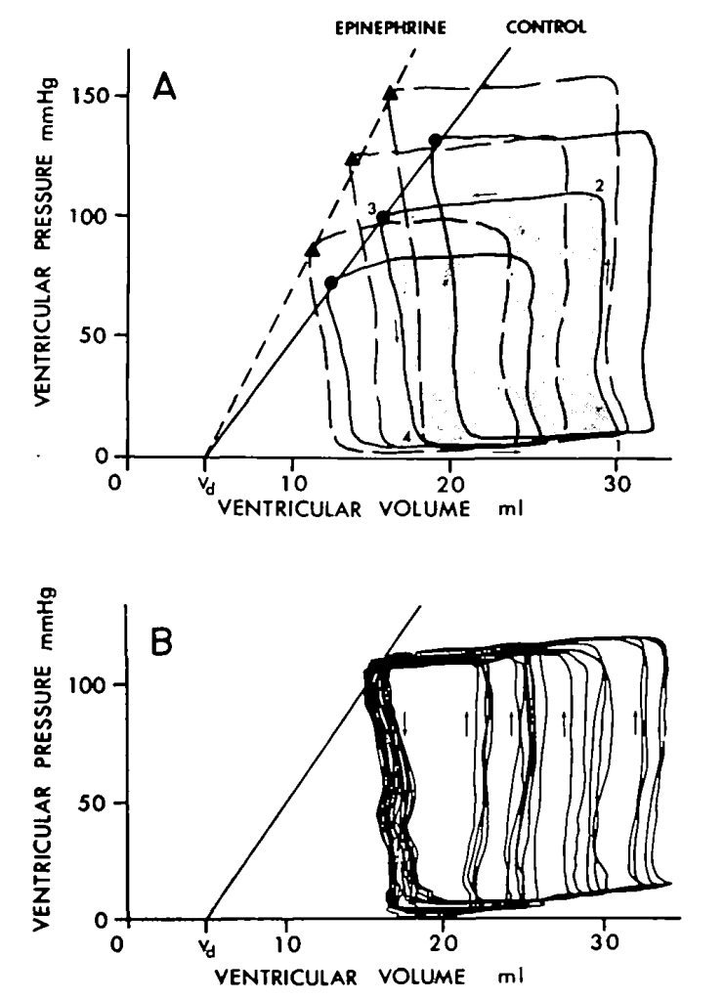 EPINEPHRINE CONTROL
A
VENTRICULAR PRESSURE mmHg
150
100
50
0
2
3
4
0 Vd 10 20 30
VENTRICULAR VOLUME ml
B
VENTRICULAR PRESSURE mmHg
100
50
0
0 Vd 10 20 30
VENTRICULAR VOLUME ml